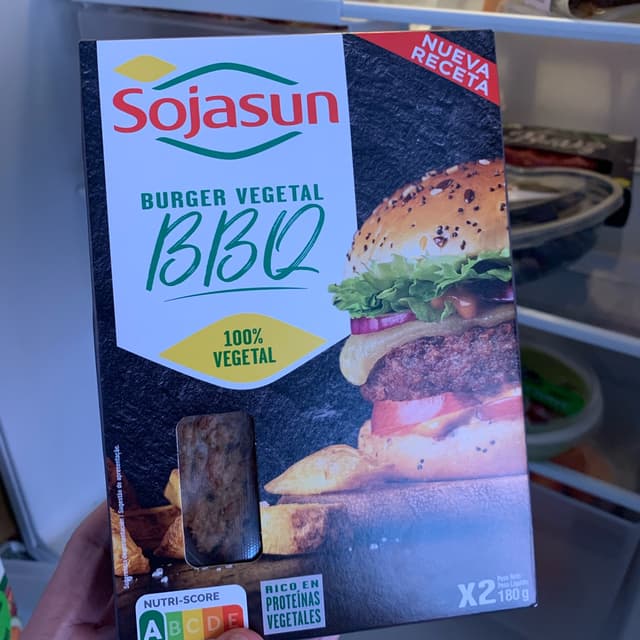 NUEVA
RECETA
Sojasun
BURGER VEGETAL
BBQ
100%
VEGETAL
NUTRI-SCORE
A B C D E
RICO EN
PROTEÍNAS
VEGETALES
X2
180g